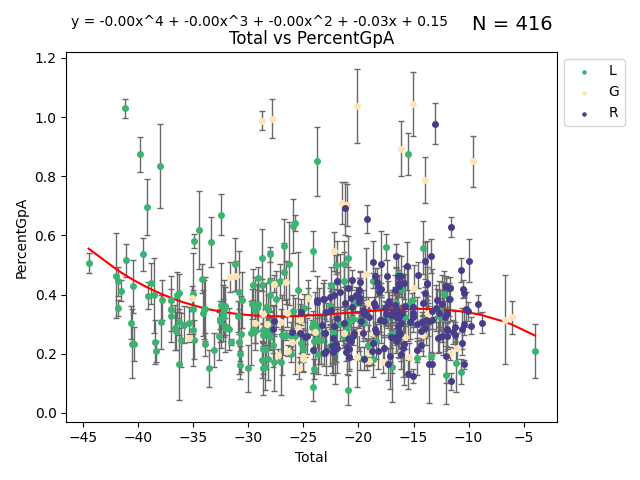 y = -0.00x^4 + -0.00x^3 + -0.00x^2 + -0.03x + 0.15
N = 416
Total vs PercentGpA
L
G
R
PercentGpA
1.2
1.0
0.8
0.6
0.4
0.2
0.0
−45 −40 −35 −30 −25 −20 −15 −10 −5
Total